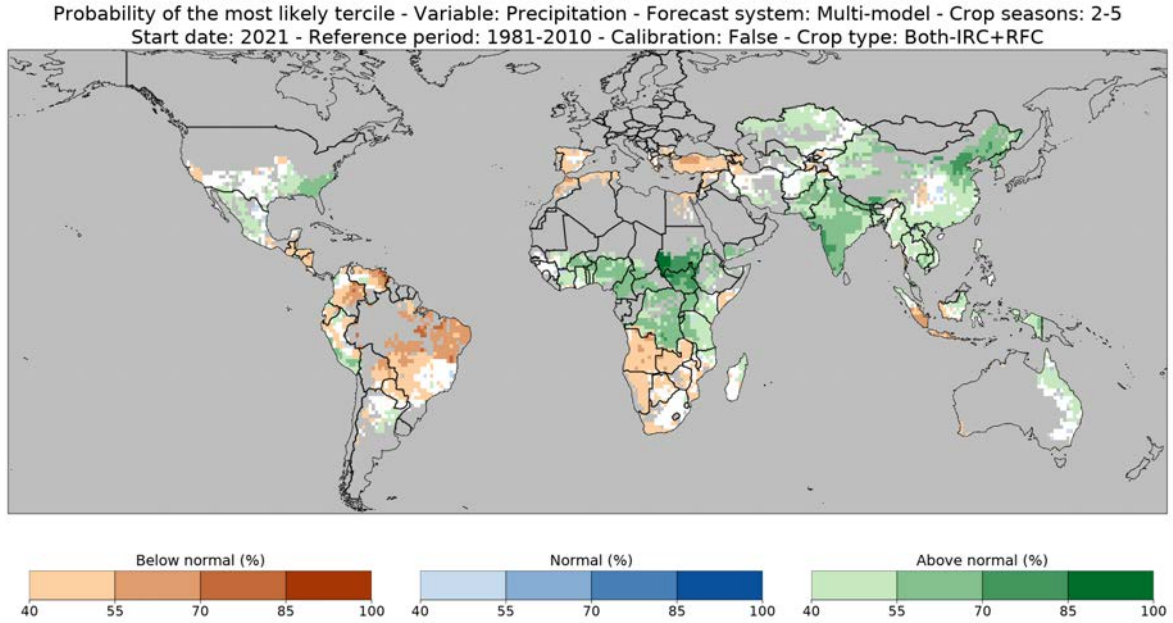 Probability of the most likely tercile - Variable: Precipitation - Forecast system: Multi-model - Crop seasons: 2-5
Start date: 2021 - Reference period: 1981-2010 - Calibration: False - Crop type: Both-IRC+RFC
Below normal (%)
40 55 70 85 100
Normal (%)
40 55 70 85 100
Above normal (%)
40 55 70 85 100